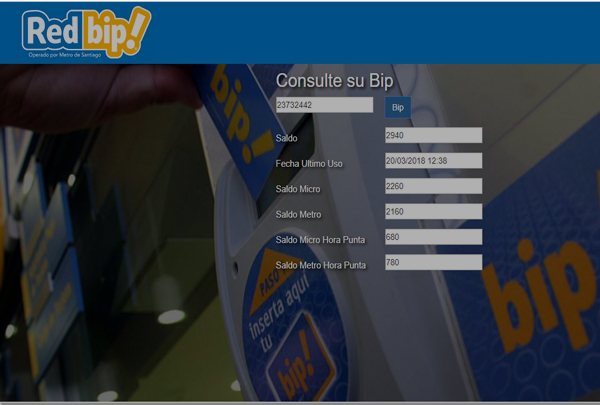 Red bip!
Operado por Metro de Santiago
Consulte su Bip
23732442 Bip
Saldo 2940
Fecha Ultimo Uso 20/03/2018 12:38
Saldo Micro 2260
Saldo Metro 2160
Saldo Micro Hora Punta 680
Saldo Metro Hora Punta 780
bip!
PASO
inserta aquí
tu
bip!
bip